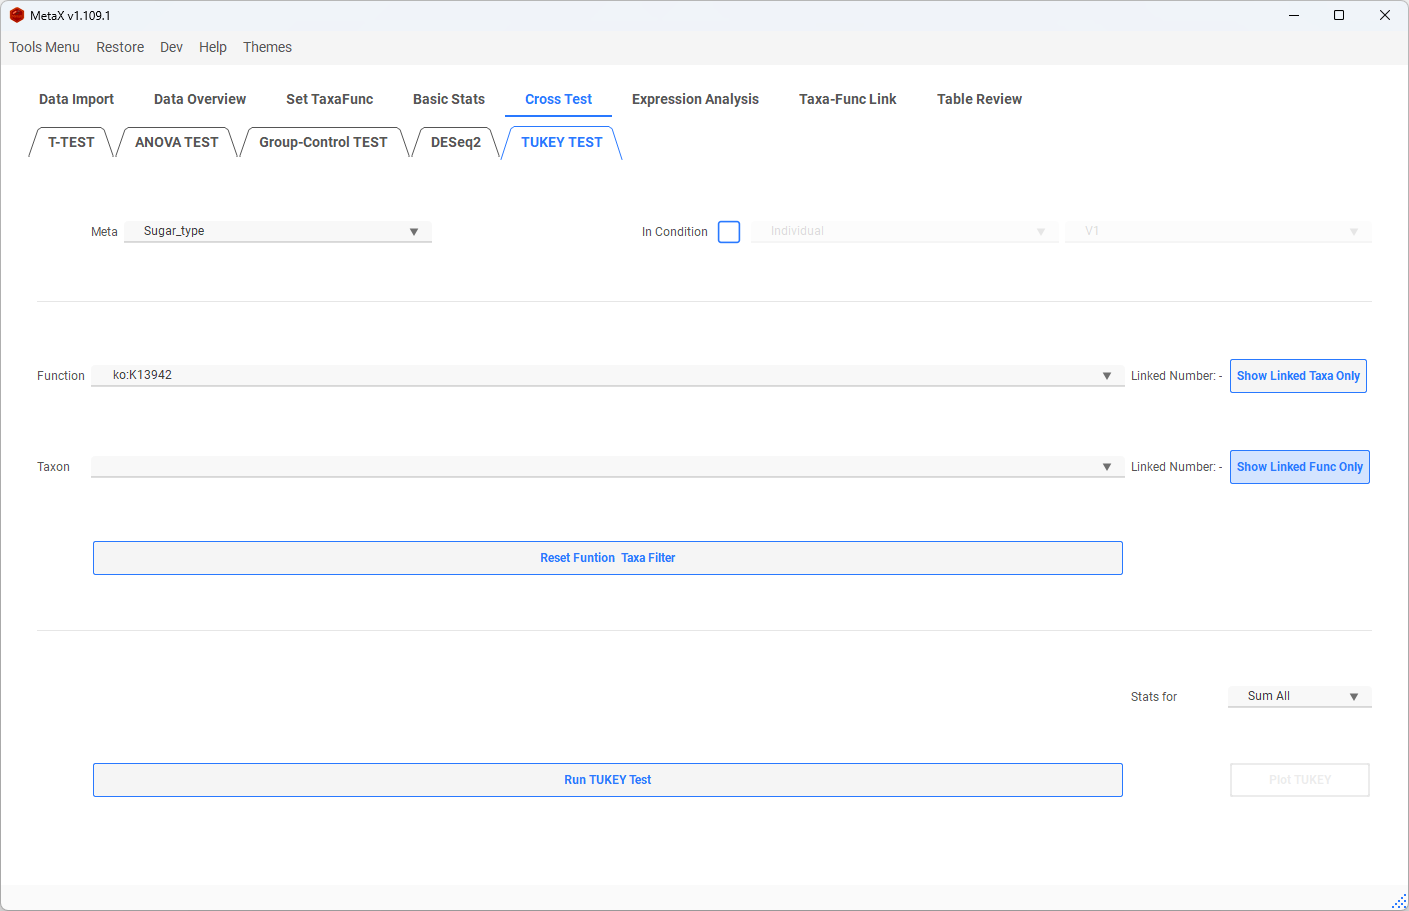 MetaX v1.109.1
Tools Menu Restore Dev Help Themes
Data Import Data Overview Set TaxaFunc Basic Stats Cross Test Expression Analysis Taxa-Func Link Table Review
T-TEST ANOVA TEST Group-Control TEST DESeq2 TUKEY TEST
Meta Sugar_type In Condition Individual V1
Function ko:K13942 Linked Number: - Show Linked Taxa Only
Taxon Linked Number: - Show Linked Func Only
Reset Funtion Taxa Filter
Stats for Sum All
Run TUKEY Test Plot TUKEY